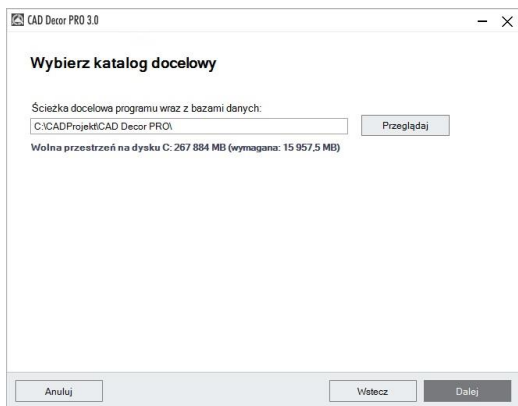 CAD Decor PRO 3.0
Wybierz katalog docelowy
Ścieżka docelowa programu wraz z bazami danych:
C:\CADProjekt\CAD Decor PRO\
Przeglądaj
Wolna przestrzeń na dysku C: 267 884 MB (wymagana: 15 957,5 MB)
Anuluj
Wstecz
Dalej